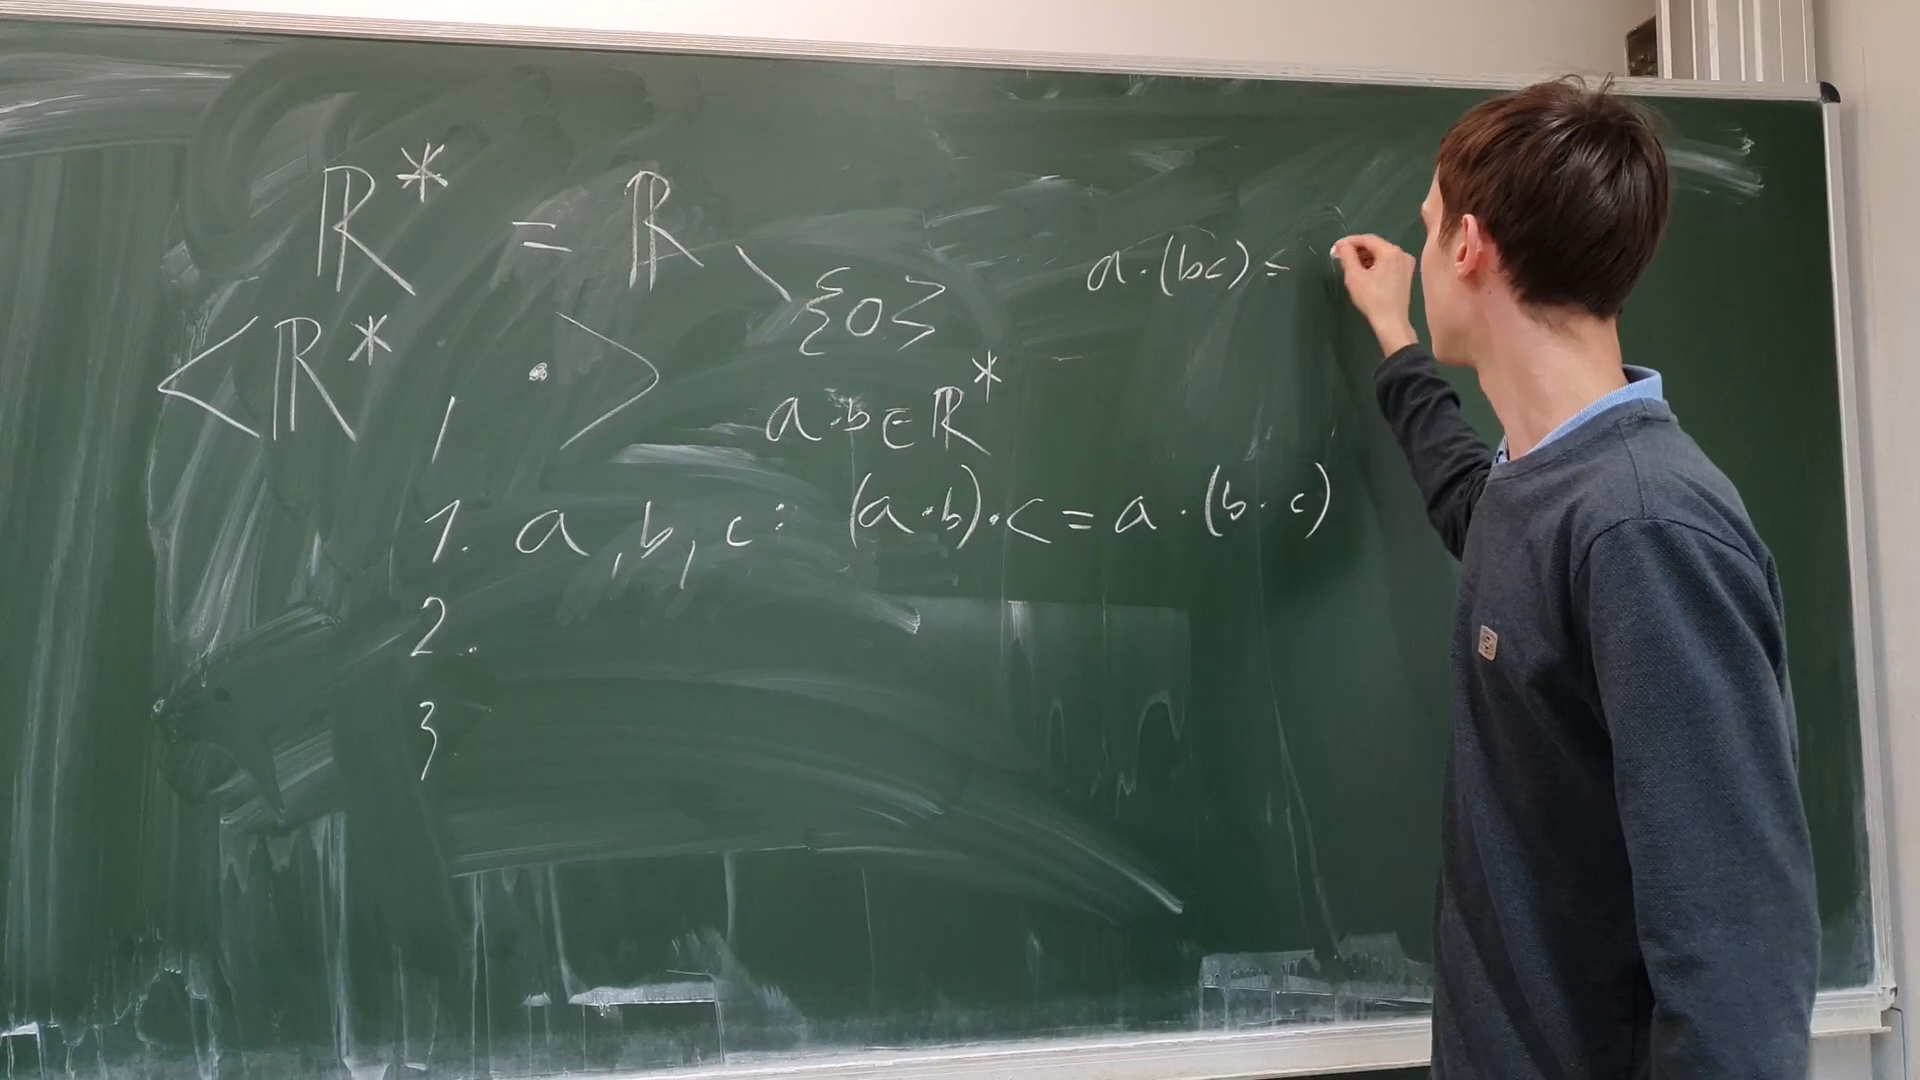 ℝ* = ℝ \ {0}
a·(bc) =
<ℝ*, ·>
a·b∈ℝ*
1. a, b, c: (a·b)·c = a·(b·c)
2.
3.